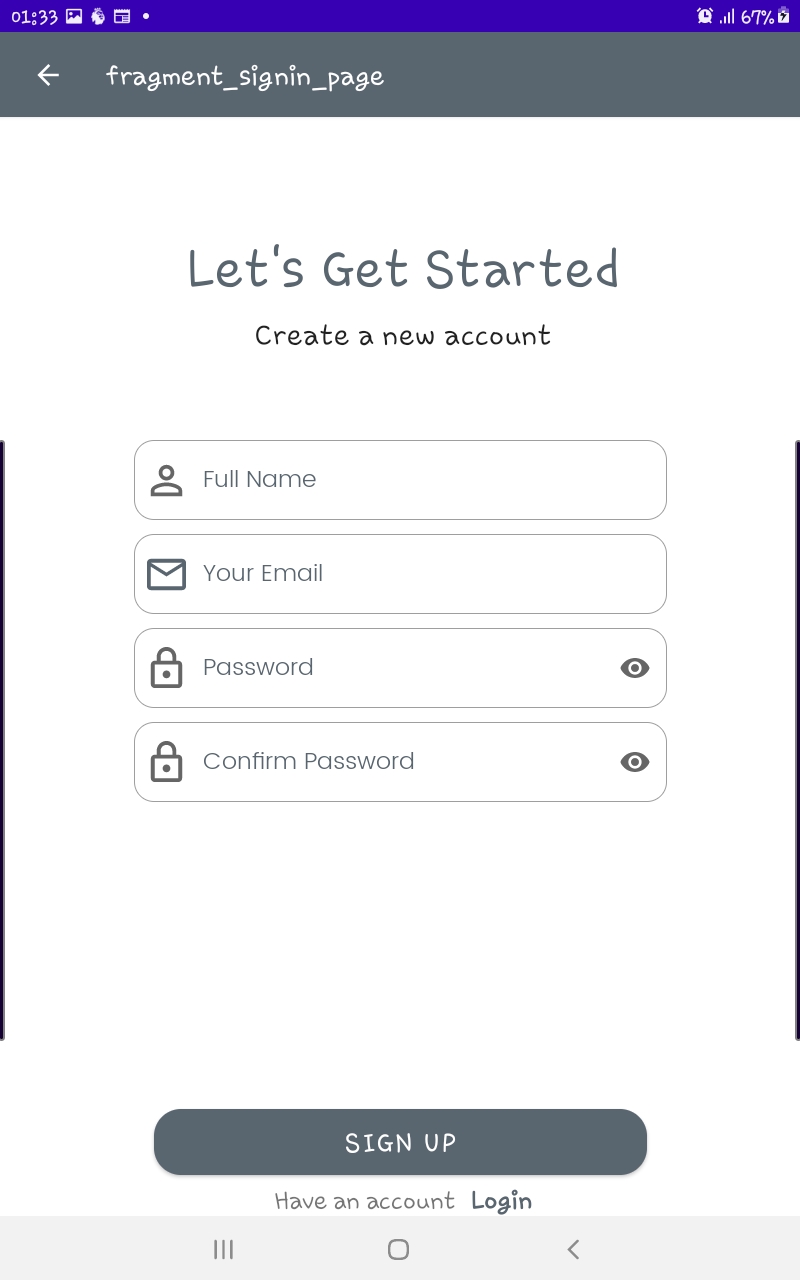 01:33 67%
fragment_signin_page
Let's Get Started
Create a new account
Full Name
Your Email
Password
Confirm Password
SIGN UP
Have an account Login